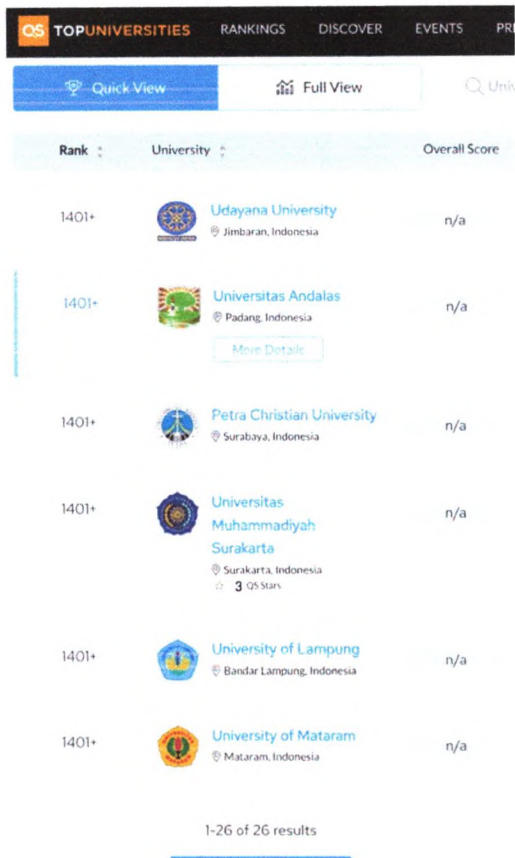 QS TOPUNIVERSITIES RANKINGS DISCOVER EVENTS
Quick View Full View
Rank University Overall Score
1401+ Udayana University n/a
Jimbaran, Indonesia
1401+ Universitas Andalas n/a
Padang, Indonesia
More Details
1401+ Petra Christian University n/a
Surabaya, Indonesia
1401+ Universitas n/a
Muhammadiyah
Surakarta
Surakarta, Indonesia
3 QS Stars
1401+ University of Lampung n/a
Bandar Lampung, Indonesia
1401+ University of Mataram n/a
Mataram, Indonesia
1-26 of 26 results